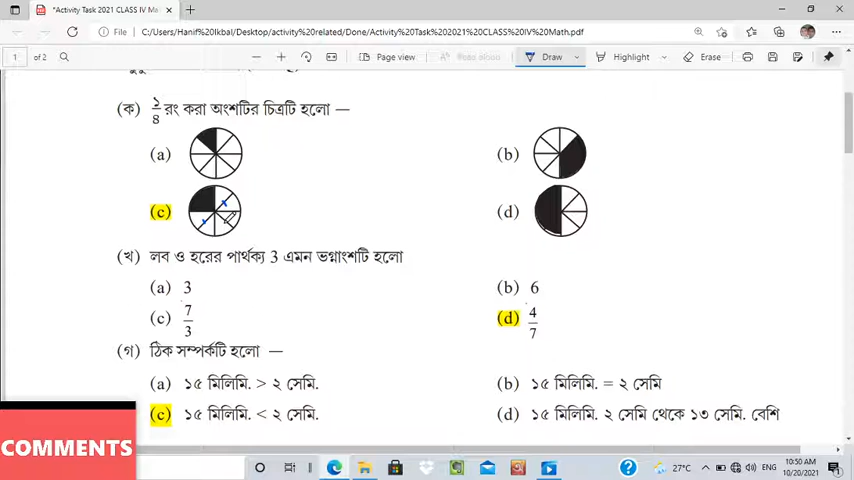 *Activity Task 2021 CLASS IV Ma
File
C:/Users/Hanif Ikbal/Desktop/activity%20related/Done/Activity%20Task%202021%20CLASS%20IV%20Math.pdf
1 of 2
Page view
Draw
Highlight
Erase
(ক) ১/৪ রং করা অংশটির চিত্রটি হলো —
(a)
(b)
(c)
(d)
(খ) লব ও হরের পার্থক্য 3 এমন ভগ্নাংশটি হলো
(a) 3
(b) 6
(c) 7/3
(d) 4/7
(গ) ঠিক সম্পর্কটি হলো —
(a) ১৫ মিলিমি. > ২ সেমি.
(b) ১৫ মিলিমি. = ২ সেমি
(c) ১৫ মিলিমি. < ২ সেমি.
(d) ১৫ মিলিমি. ২ সেমি থেকে ১৩ সেমি. বেশি
COMMENTS
27°C
ENG
10:50 AM
10/20/2021